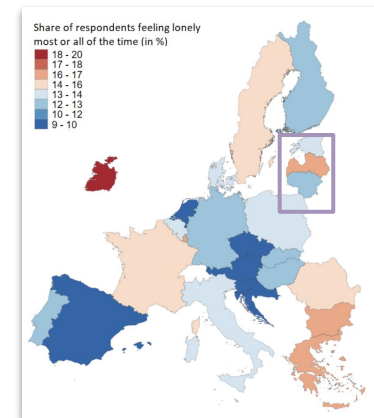 Share of respondents feeling lonely
most or all of the time (in %)
18 - 20
17 - 18
16 - 17
14 - 16
13 - 14
12 - 13
10 - 12
9 - 10